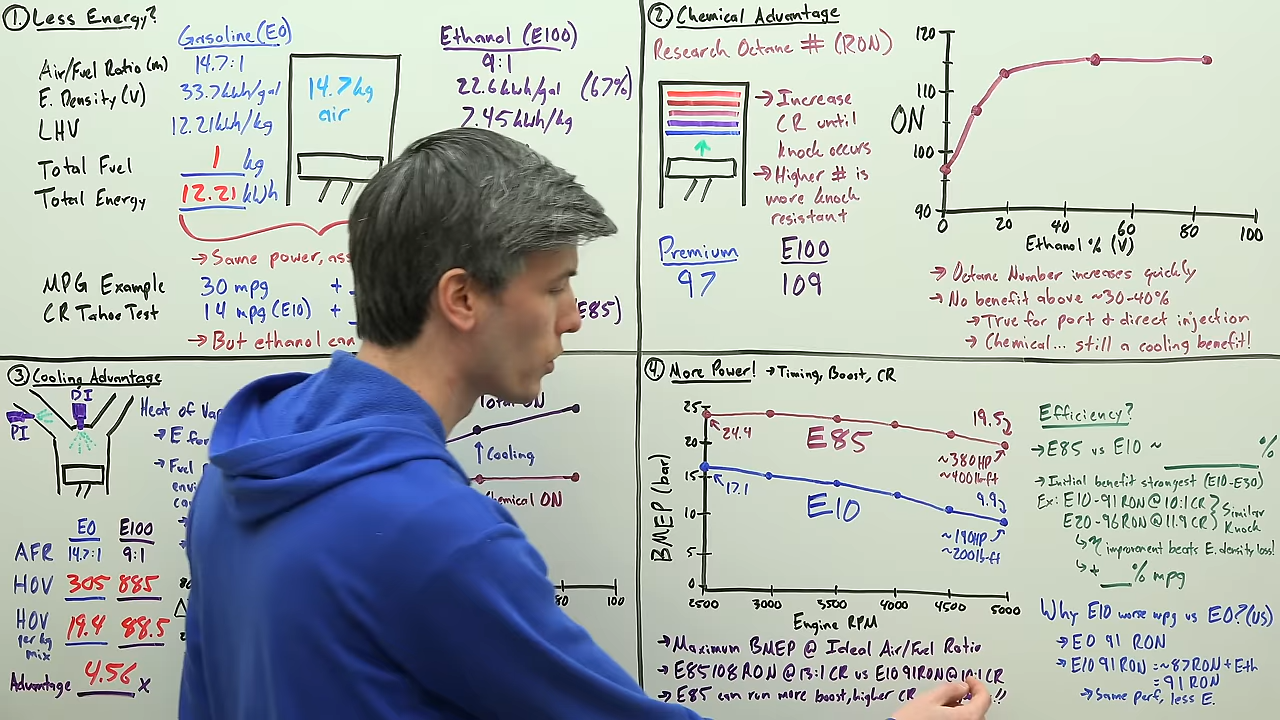 ① Less Energy?
Gasoline (E0)
Ethanol (E100)
Air/Fuel Ratio (m)
14.7:1
9:1
E. Density (V)
33.7kWh/gal
22.6kWh/gal (67%)
LHV
12.21kWh/kg
7.45kWh/kg
14.7kg
air
Total Fuel
1 kg
Total Energy
12.21 kWh
→Same power, ass
MPG Example
30 mpg +
CR Tahoe Test
14 mpg (E10) +
E85)
→But ethanol can
② Chemical Advantage
Research Octane # (RON)
→Increase
CR until
knock occurs
→Higher # is
more knock
resistant
Premium
97
E100
109
120
110
ON
100
90
0 20 40 60 80 100
Ethanol % (V)
→ Octane Number increases quickly
→ No benefit above ~30-40%
→True for port & direct injection
→ Chemical... still a cooling benefit!
③ Cooling Advantage
DI
PI
Heat of Va
→E for
→Fuel
envi
ca
E0 E100
AFR 14.7:1 9:1
HOV 305 885
HOV
per kg
mix
19.4 88.5
Advantage 4.56 x
Total ON
↑Cooling
Chemical ON
80 100
④ More Power! →Timing, Boost, CR
25
20
15
10
5
0
BMEP (bar)
24.4
E85
19.5
~380HP
~400lb-ft
17.1
E10
9.9
~190HP
~200lb-ft
2500 3000 3500 4000 4500 5000
Engine RPM
→Maximum BMEP @ Ideal Air/Fuel Ratio
→E85 108 RON @ 13:1 CR vs E10 91RON @ 10:1 CR
→E85 can run more boost, higher CR !!
Efficiency?
→E85 vs E10 ~ ______ %
→Initial benefit strongest (E10-E30)
Ex: E10-91 RON @ 10:1 CR
E20-96 RON @ 11.9 CR
} Similar
Knock
↳η improvement beats E. density loss!
↳+___% mpg
Why E10 worse mpg vs E0? (US)
→E0 91 RON
→E10 91 RON = ~87RON + Eth
= 91 RON
→Same perf, less E.